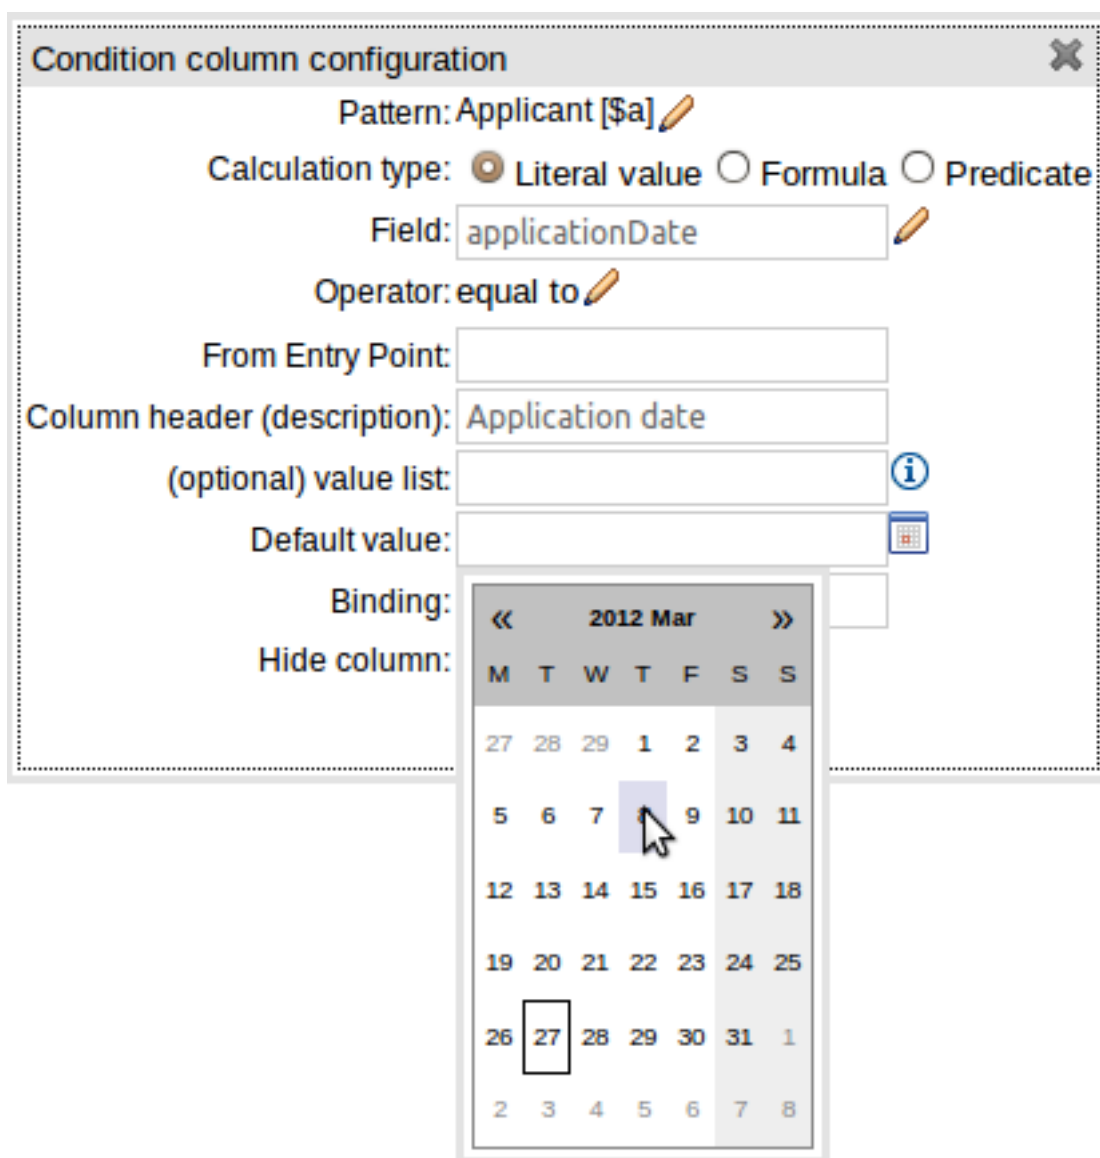 Condition column configuration
Pattern: Applicant [$a]
Calculation type: Literal value Formula Predicate
Field: applicationDate
Operator: equal to
From Entry Point:
Column header (description): Application date
(optional) value list:
Default value:
Binding:
Hide column:
« 2012 Mar »
M T W T F S S
27 28 29 1 2 3 4
5 6 7 8 9 10 11
12 13 14 15 16 17 18
19 20 21 22 23 24 25
26 27 28 29 30 31 1
2 3 4 5 6 7 8